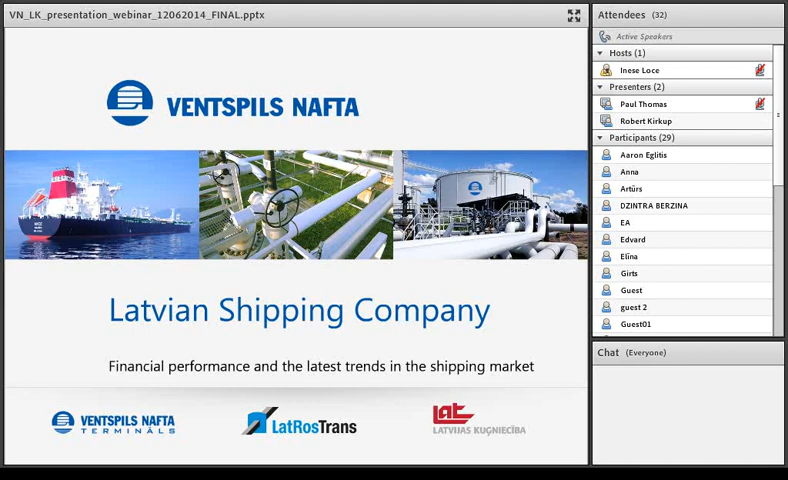 VN_LK_presentation_webinar_12062014_FINAL.pptx
VENTSPILS NAFTA
Latvian Shipping Company
Financial performance and the latest trends in the shipping market
VENTSPILS NAFTA
TERMINĀLS
LatRosTrans
Lat
LATVIJAS KUĢNIECĪBA
Attendees (32)
Active Speakers
Hosts (1)
Inese Loce
Presenters (2)
Paul Thomas
Robert Kirkup
Participants (29)
Aaron Eglitis
Anna
Artūrs
DZINTRA BERZINA
EA
Edvard
Elīna
Girts
Guest
guest 2
Guest01
Chat (Everyone)